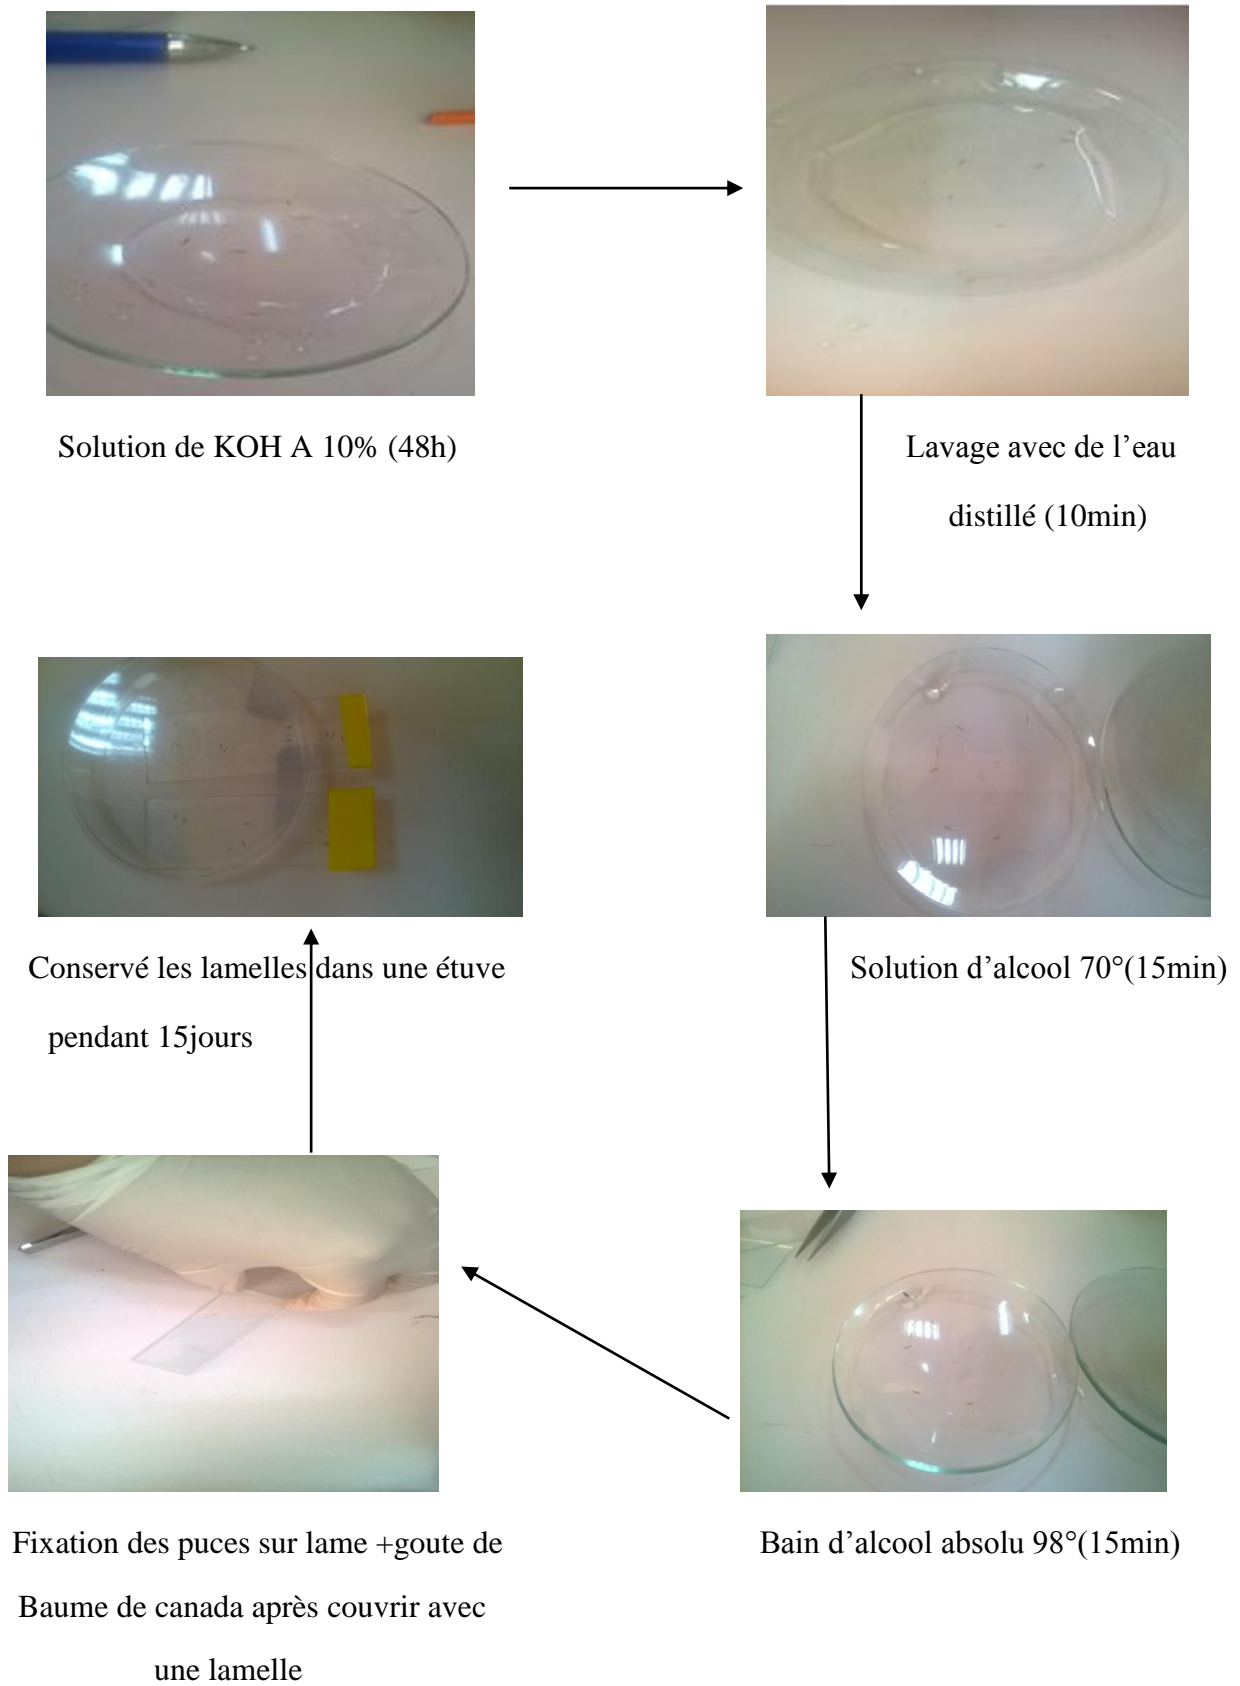 Solution de KOH A 10% (48h)
Lavage avec de l’eau
distillé (10min)
Solution d’alcool 70°(15min)
Bain d’alcool absolu 98°(15min)
Fixation des puces sur lame +goute de
Baume de canada après couvrir avec
une lamelle
Conservé les lamelles dans une étuve
pendant 15jours